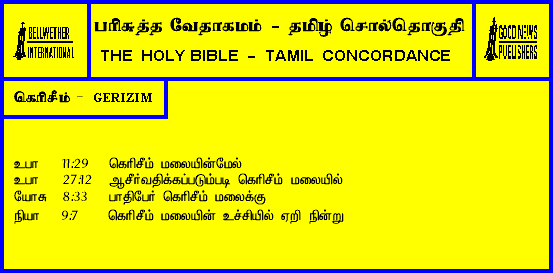 BELLWETHER
INTERNATIONAL
பரிசுத்த வேதாகமம் - தமிழ் சொல்தொகுதி
THE HOLY BIBLE - TAMIL CONCORDANCE
GOOD NEWS
PUBLISHERS
கெரிசீம் - GERIZIM
உபா 11:29 கெரிசீம் மலையின்மேல்
உபா 27:12 ஆசீர்வதிக்கப்படும்படி கெரிசீம் மலையில்
யோசு 8:33 பாதிபேர் கெரிசீம் மலைக்கு
நியா 9:7 கெரிசீம் மலையின் உச்சியில் ஏறி நின்று